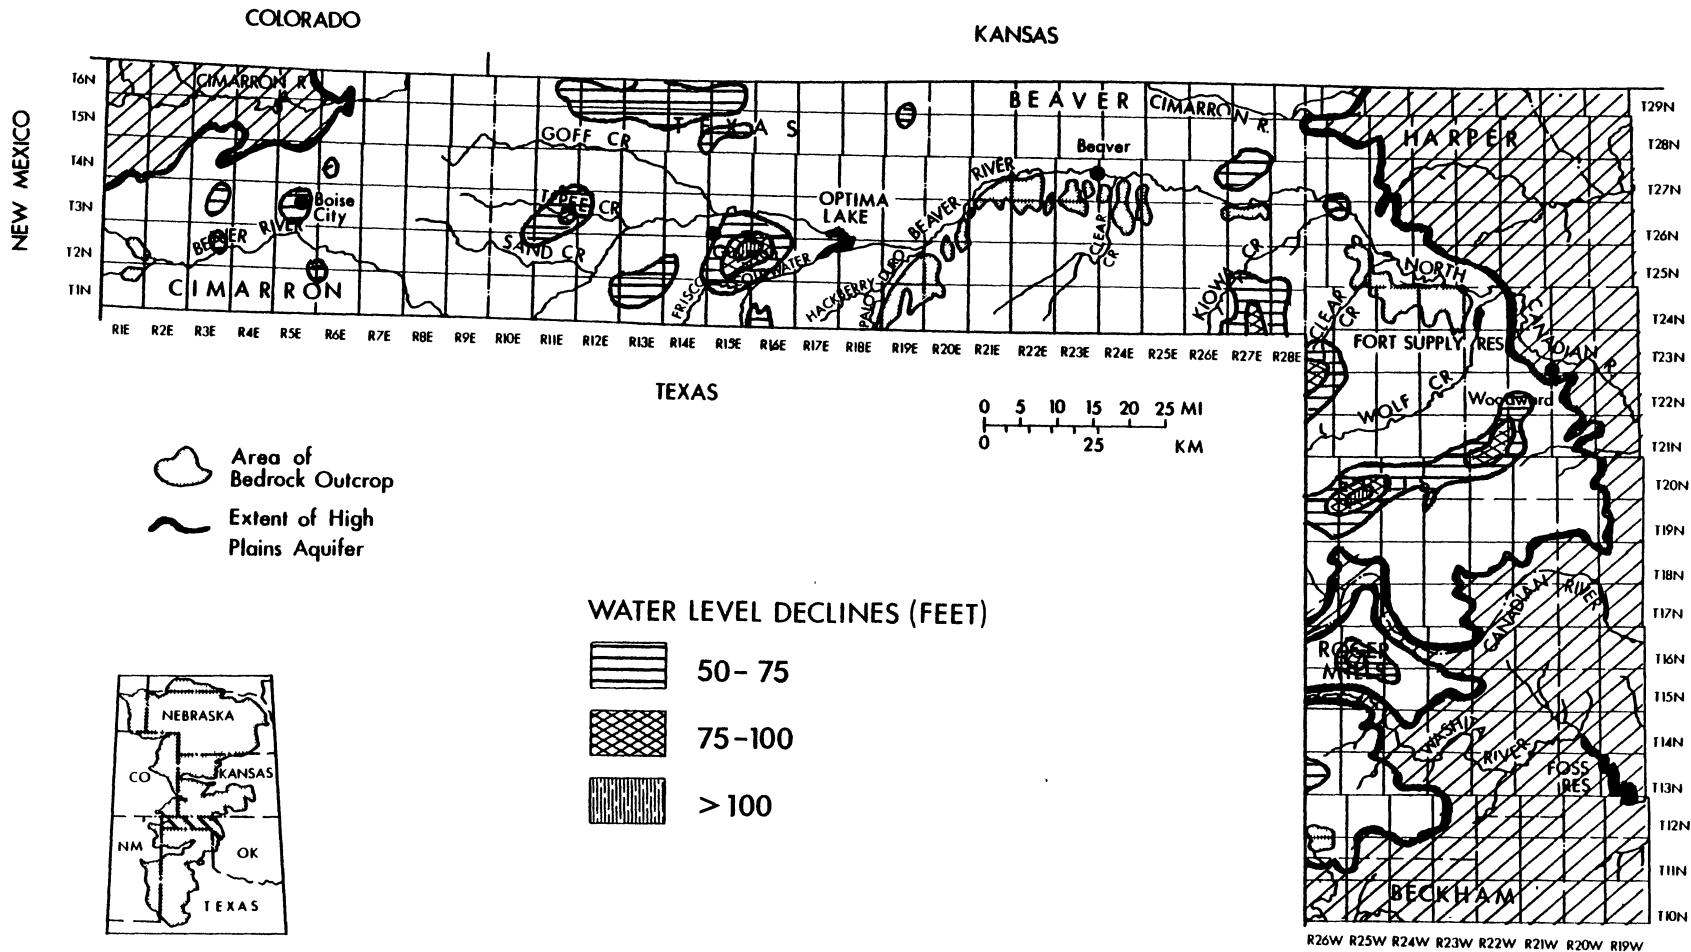 COLORADO
KANSAS
NEW MEXICO
T6N
T5N
T4N
T3N
T2N
T1N
CIMARRON R
GOFF CR
TEXAS
BEAVER
CIMARRON R.
Beaver
Boise
City
BEAVER RIVER
CIMARRON
TEPEE CR
SAND CR
OPTIMA
LAKE
FRISCO
COLDWATER
HACKBERRY
PALO DURO
BEAVER RIVER
CLEAR
CR
KIOWA CR
HARPER
NORTH
CANADIAN R.
CLEAR
CR
FORT SUPPLY RES
WOLF CR
Woodward
CANADIAN RIVER
ROGER
MILLS
WASHITA
RIVER
FOSS
RES
BECKHAM
R1E R2E R3E R4E R5E R6E R7E R8E R9E R10E R11E R12E R13E R14E R15E R16E R17E R18E R19E R20E R21E R22E R23E R24E R25E R26E R27E R28E
T29N
T28N
T27N
T26N
T25N
T24N
T23N
T22N
T21N
T20N
T19N
T18N
T17N
T16N
T15N
T14N
T13N
T12N
T11N
T10N
R26W R25W R24W R23W R22W R21W R20W R19W
TEXAS
0 5 10 15 20 25 MI
0 25 KM
Area of
Bedrock Outcrop
Extent of High
Plains Aquifer
WATER LEVEL DECLINES (FEET)
50-75
75-100
>100
NEBRASKA
CO
KANSAS
NM
OK
TEXAS